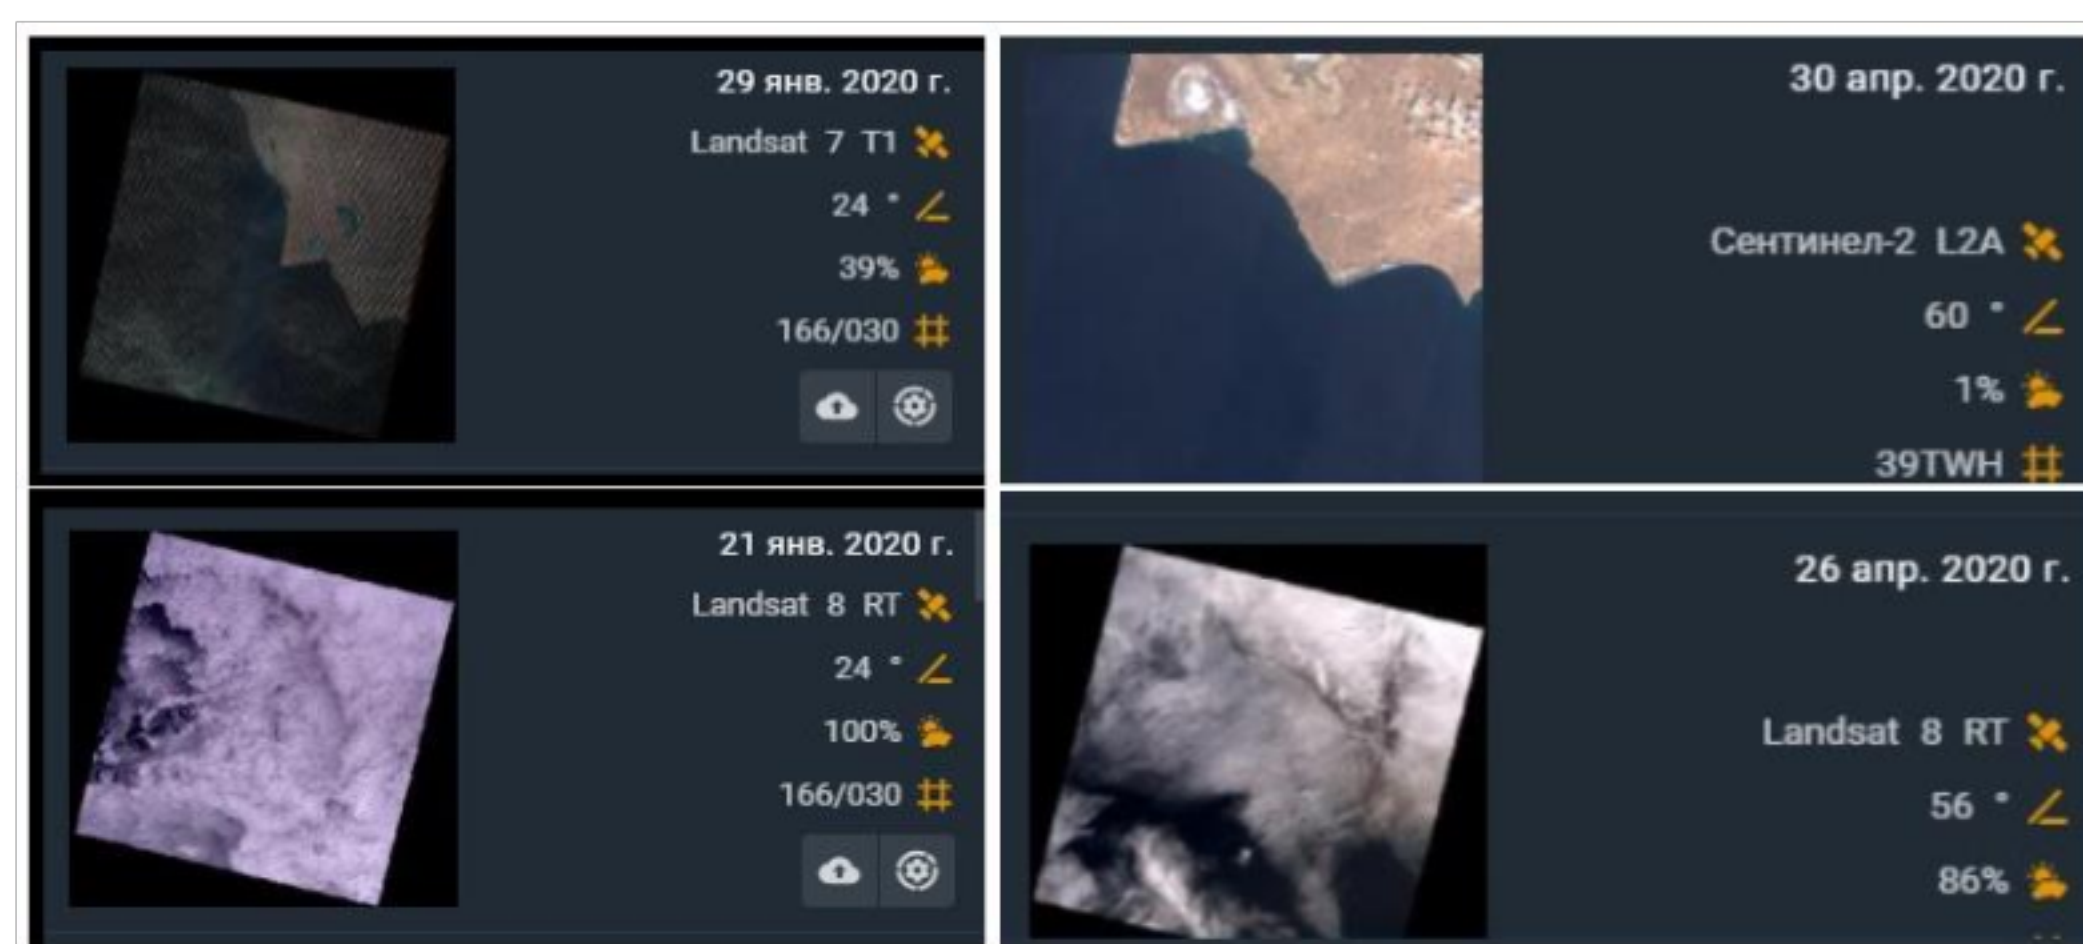 29 янв. 2020 г.
Landsat 7 T1
24 °
39%
166/030
30 апр. 2020 г.
Сентинел-2 L2A
60 °
1%
39TWH
21 янв. 2020 г.
Landsat 8 RT
24 °
100%
166/030
26 апр. 2020 г.
Landsat 8 RT
56 °
86%